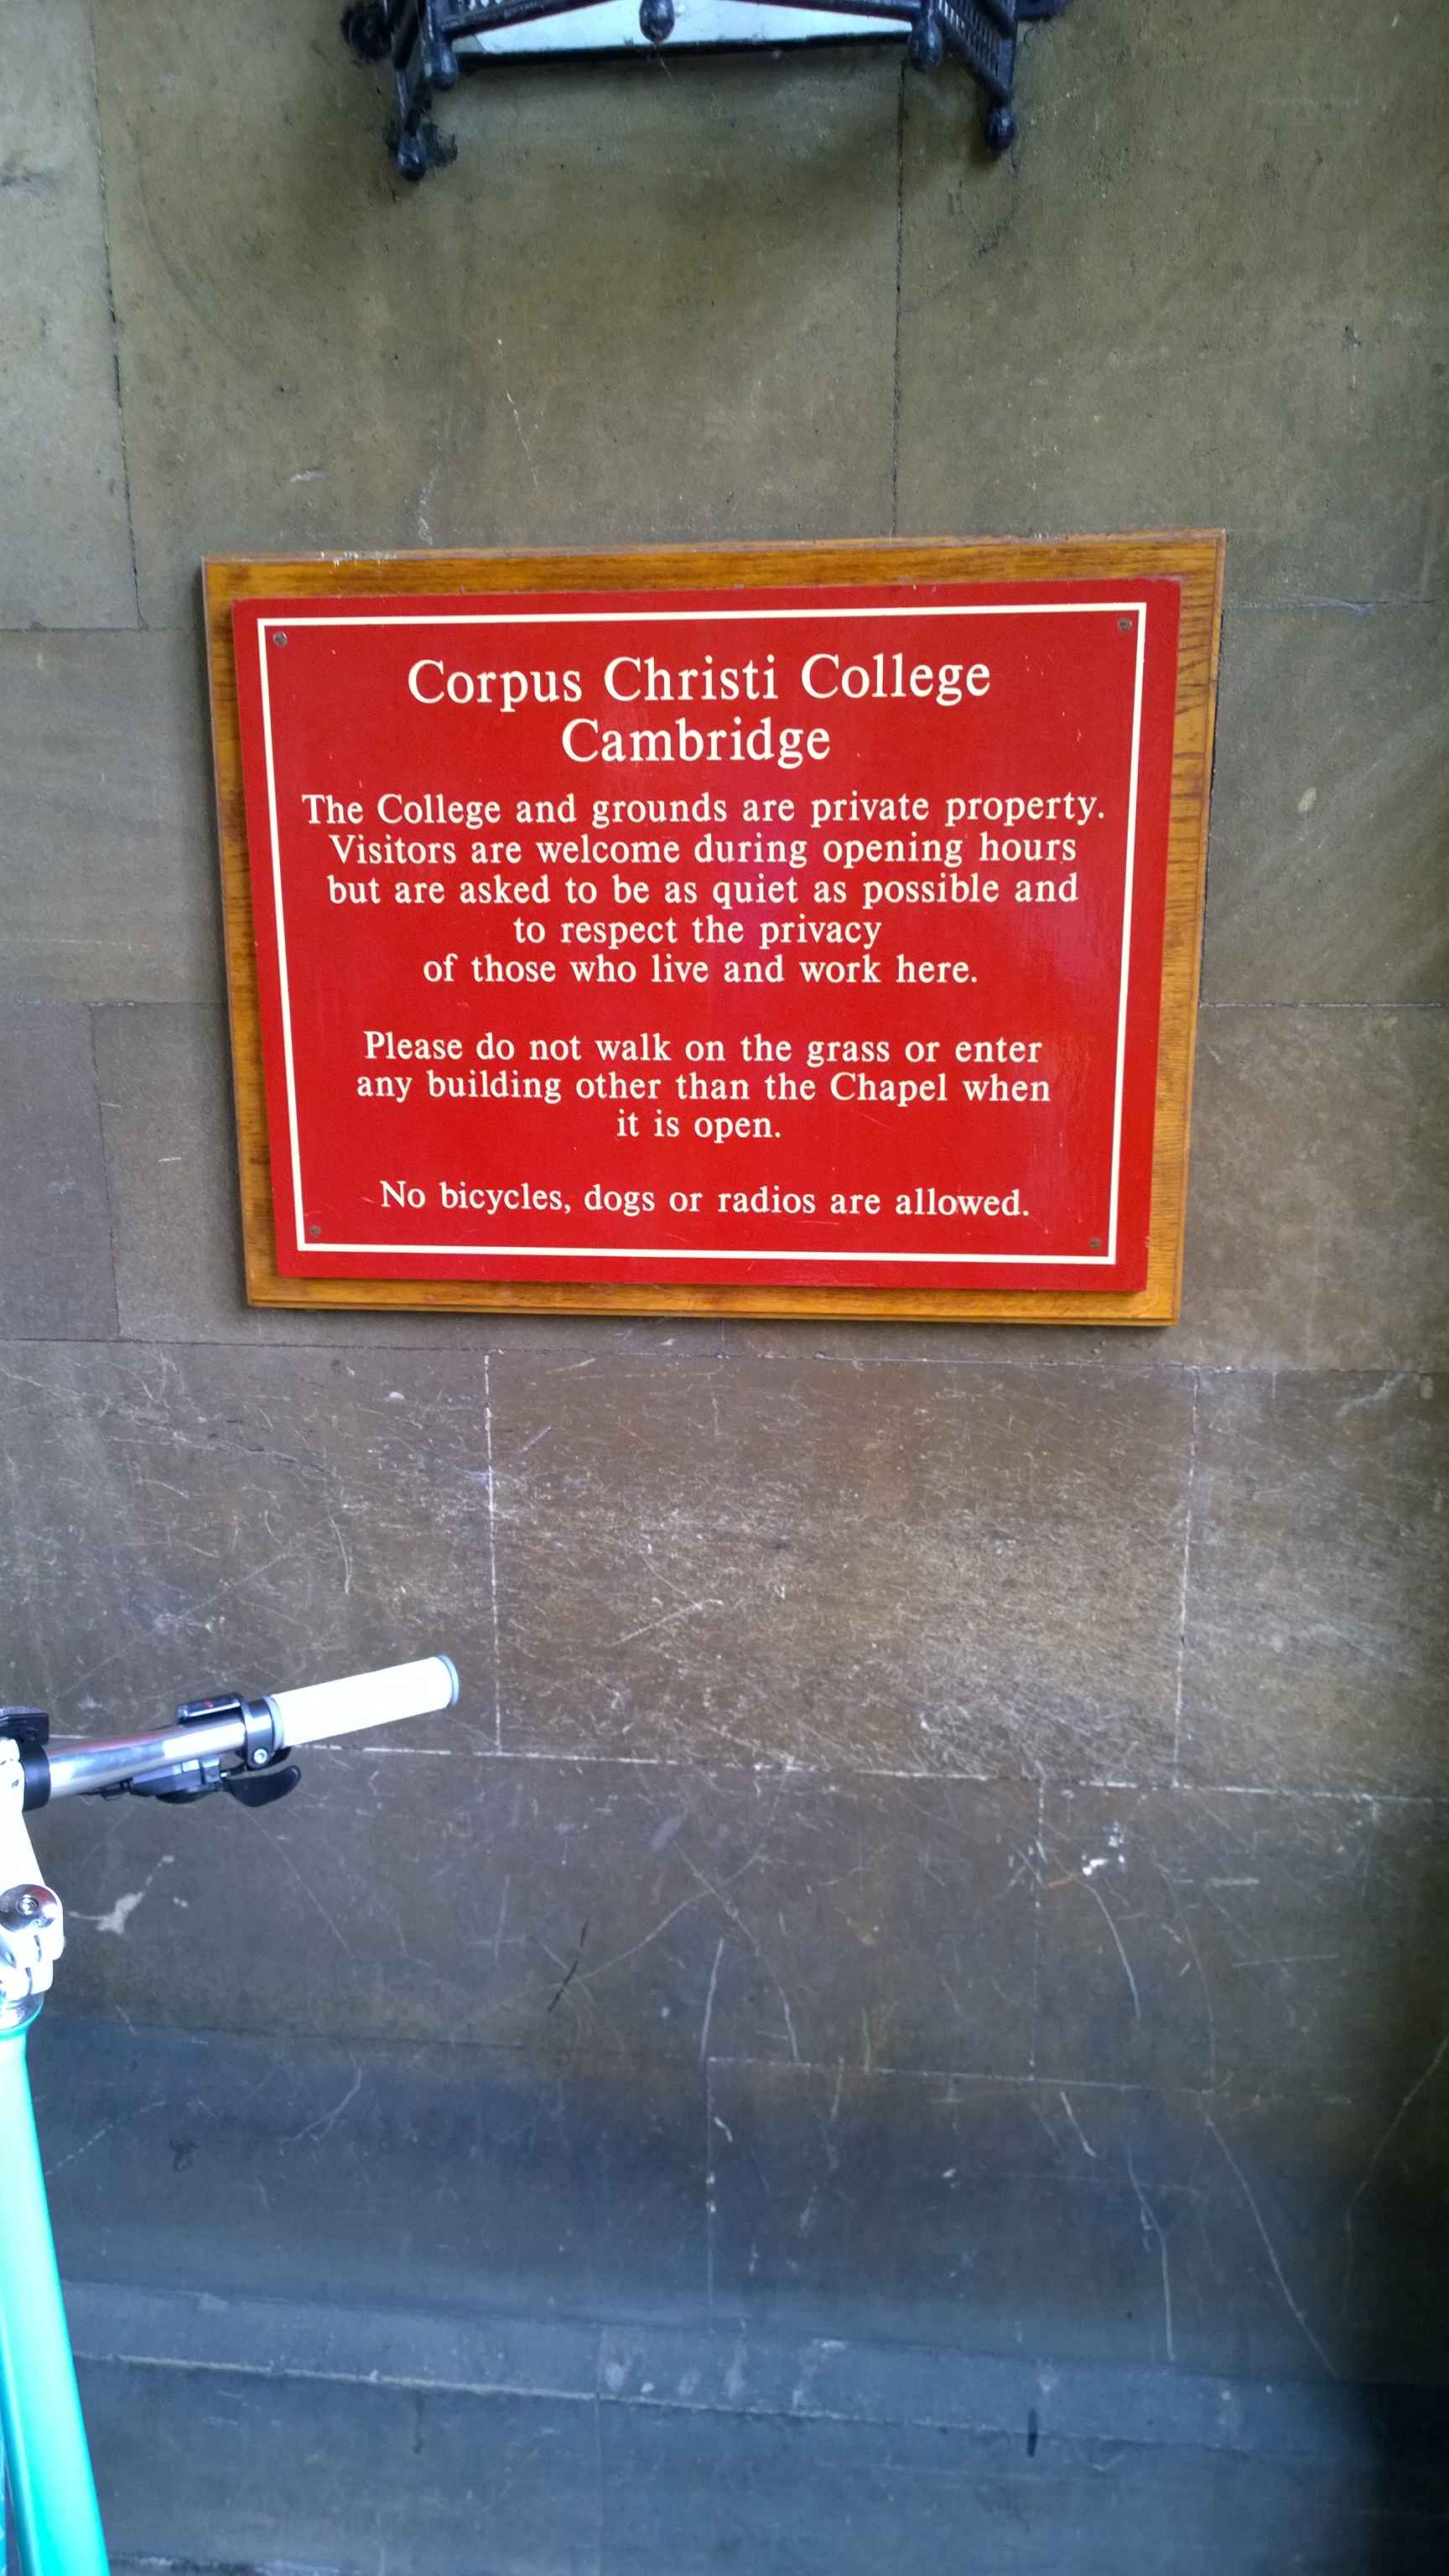 Corpus Christi College
Cambridge
The College and grounds are private property.
Visitors are welcome during opening hours
but are asked to be as quiet as possible and
to respect the privacy
of those who live and work here.
Please do not walk on the grass or enter
any building other than the Chapel when
it is open.
No bicycles, dogs or radios are allowed.